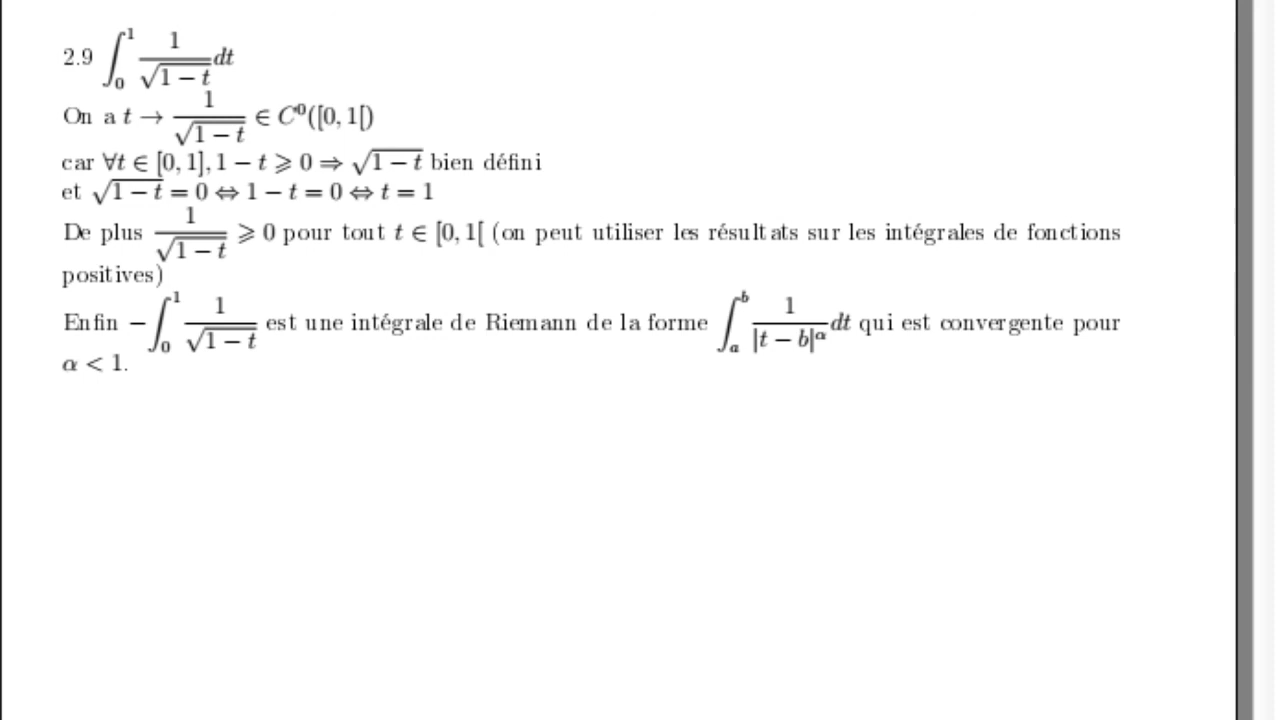 2.9 ∫₀¹ 1/√(1 − t) dt
On a t → 1/√(1 − t) ∈ C⁰([0, 1[)
car ∀t ∈ [0, 1], 1 − t ⩾ 0 ⇒ √(1 − t) bien défini
et √(1 − t) = 0 ⇔ 1 − t = 0 ⇔ t = 1
De plus 1/√(1 − t) ⩾ 0 pour tout t ∈ [0, 1[ (on peut utiliser les résultats sur les intégrales de fonctions
positives)
Enfin −∫₀¹ 1/√(1 − t) est une intégrale de Riemann de la forme ∫ₐᵇ 1/|t − b|^α dt qui est convergente pour
α < 1.